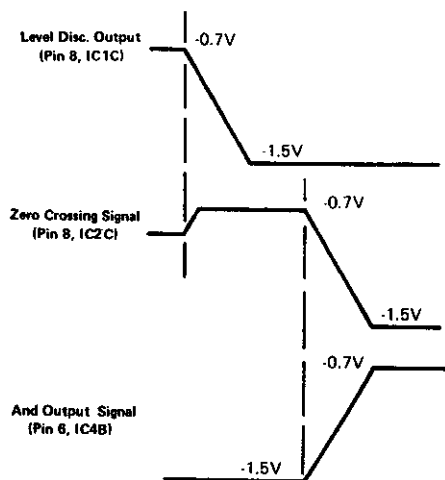 Level Disc. Output
(Pin 8, IC1C)
-0.7V
-1.5V
Zero Crossing Signal
(Pin 8, IC2C)
-0.7V
-1.5V
And Output Signal
(Pin 6, IC4B)
-0.7V
-1.5V